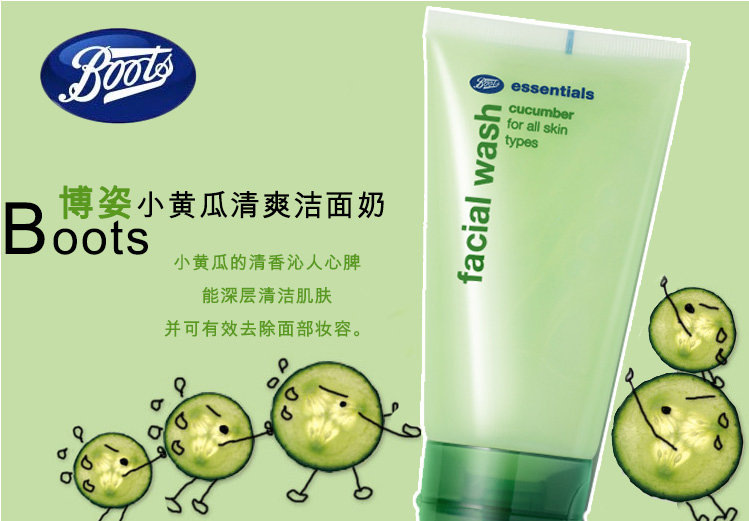 Boots
博姿小黄瓜清爽洁面奶
Boots
小黄瓜的清香沁人心脾
能深层清洁肌肤
并可有效去除面部妆容。
Boots essentials
cucumber
for all skin
types
facial wash